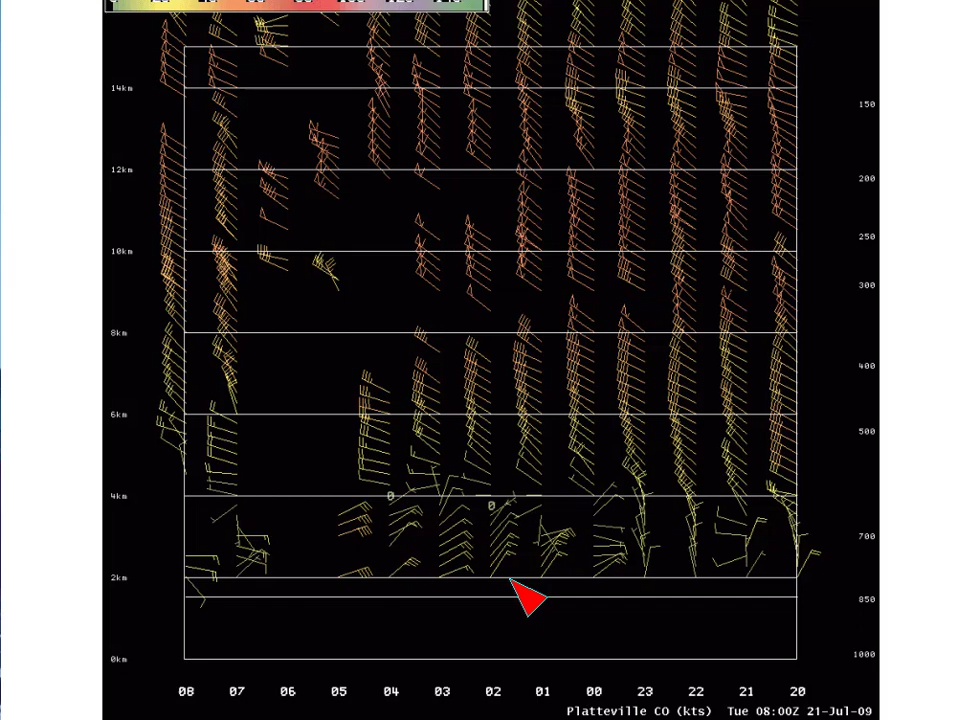 14km
150
12km
200
250
10km
300
8km
400
6km
500
0
4km
0
700
2km
850
0km
1000
08 07 06 05 04 03 02 01 00 23 22 21 20
Platteville CO (kts) Tue 08:00Z 21-Jul-09